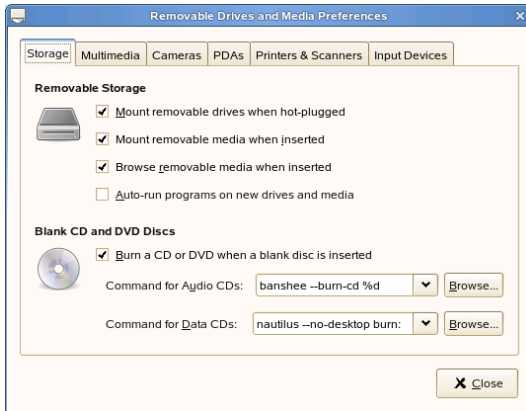 Removable Drives and Media Preferences
Storage Multimedia Cameras PDAs Printers & Scanners Input Devices
Removable Storage
Mount removable drives when hot-plugged
Mount removable media when inserted
Browse removable media when inserted
Auto-run programs on new drives and media
Blank CD and DVD Discs
Burn a CD or DVD when a blank disc is inserted
Command for Audio CDs: banshee --burn-cd %d Browse...
Command for Data CDs: nautilus --no-desktop burn: Browse...
Close